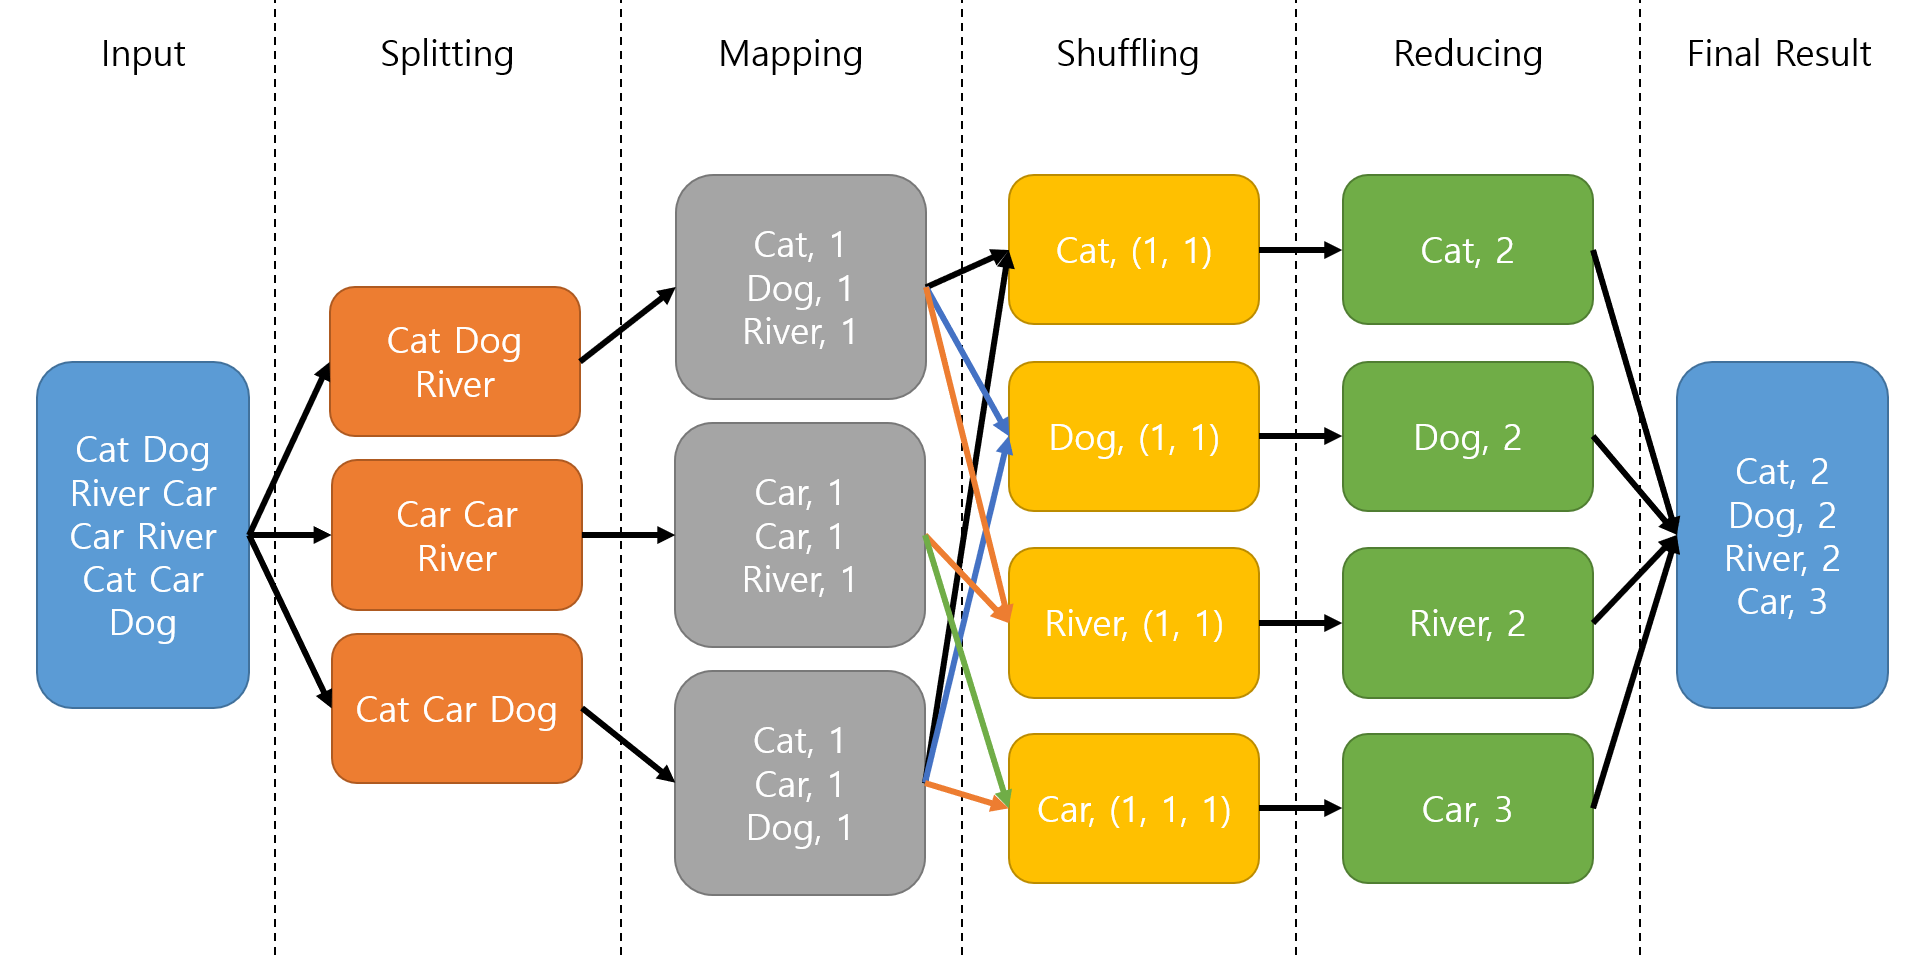 Input
Splitting
Mapping
Shuffling
Reducing
Final Result
Cat Dog
River Car
Car River
Cat Car
Dog
Cat Dog
River
Car Car
River
Cat Car Dog
Cat, 1
Dog, 1
River, 1
Car, 1
Car, 1
River, 1
Cat, 1
Car, 1
Dog, 1
Cat, (1, 1)
Dog, (1, 1)
River, (1, 1)
Car, (1, 1, 1)
Cat, 2
Dog, 2
River, 2
Car, 3
Cat, 2
Dog, 2
River, 2
Car, 3